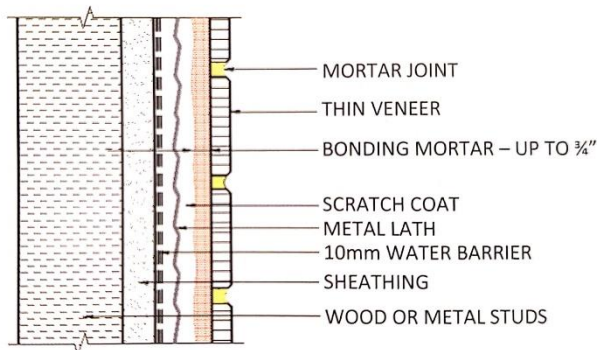 MORTAR JOINT
THIN VENEER
BONDING MORTAR – UP TO ¾"
SCRATCH COAT
METAL LATH
10mm WATER BARRIER
SHEATHING
WOOD OR METAL STUDS